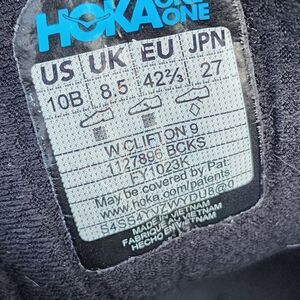 HOKA ONE
ONE
US UK EU JPN
10B 8.5 42⅔ 27
W CLIFTON 9
1127896 BCKS
FY1023K
May be covered by Pat.
www.hoka.com/patents
MADE IN VIETNAM
FABRIQUÉ AU VIETNAM
HECHO EN VIETNAM